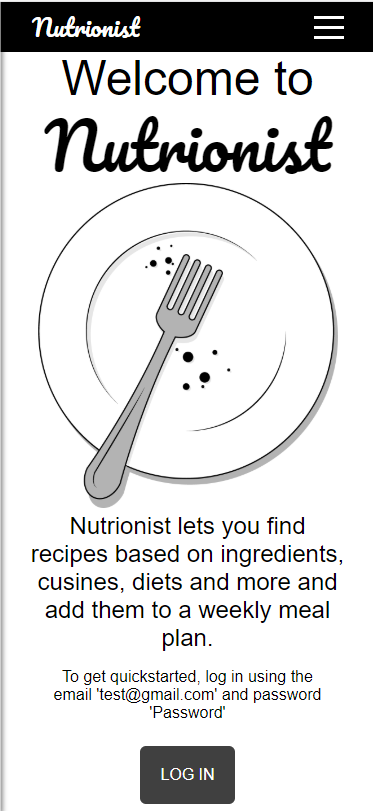 Nutrionist
Welcome to
Nutrionist
Nutrionist lets you find
recipes based on ingredients,
cusines, diets and more and
add them to a weekly meal
plan.
To get quickstarted, log in using the
email 'test@gmail.com' and password
'Password'
LOG IN